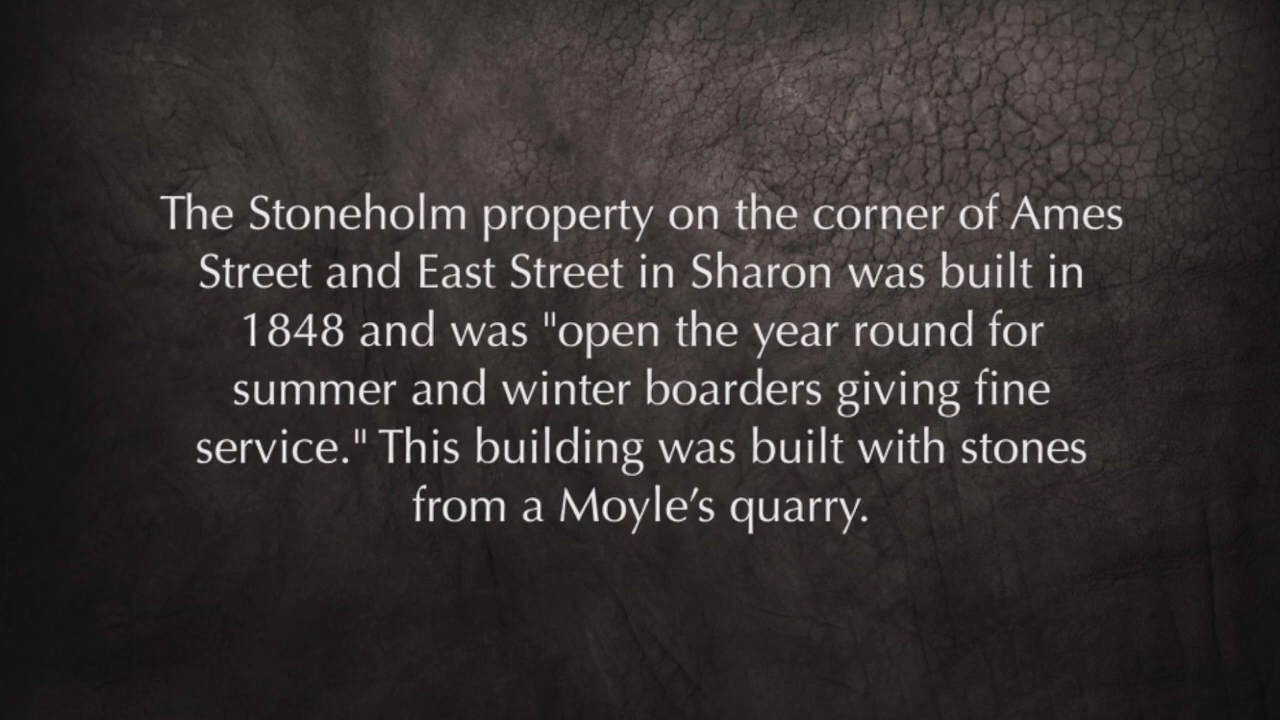 The Stoneholm property on the corner of Ames
Street and East Street in Sharon was built in
1848 and was "open the year round for
summer and winter boarders giving fine
service." This building was built with stones
from a Moyle’s quarry.